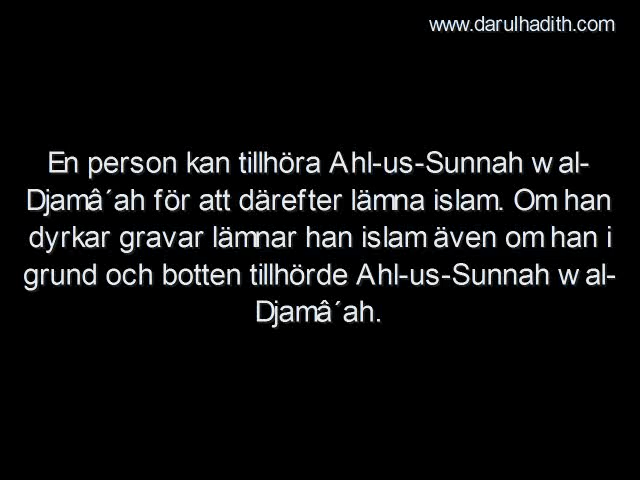 www.darulhadith.com
En person kan tillhöra Ahl-us-Sunnah wal-
Djamâ´ah för att därefter lämna islam. Om han
dyrkar gravar lämnar han islam även om han i
grund och botten tillhörde Ahl-us-Sunnah wal-
Djamâ´ah.